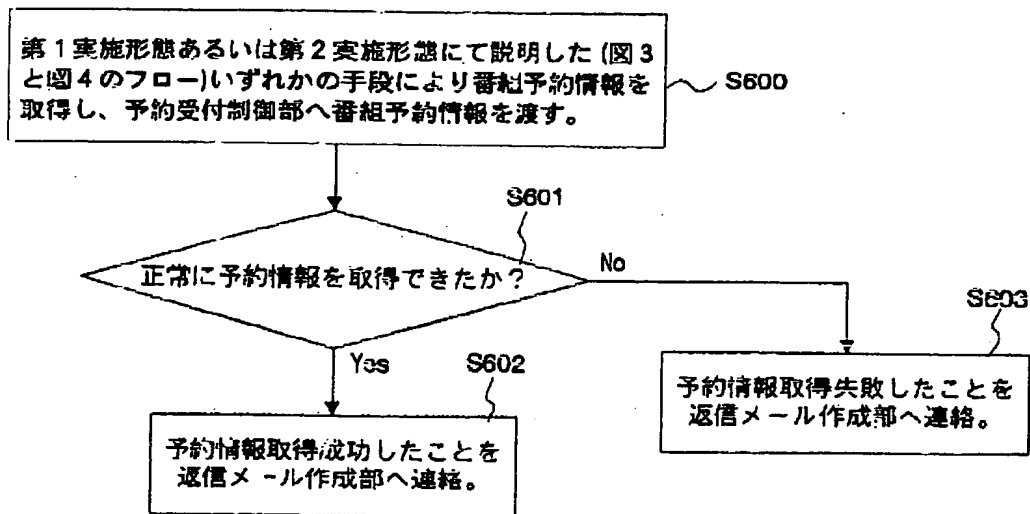 第1実施形態あるいは第2実施形態にて説明した(図3
と図4のフロー)いずれかの手段により番組予約情報を
取得し、予約受付制御部へ番組予約情報を渡す。
S600
S601
正常に予約情報を取得できたか?
No
Yes
S602
予約情報取得成功したことを
返信メール作成部へ連絡。
S603
予約情報取得失敗したことを
返信メール作成部へ連絡。